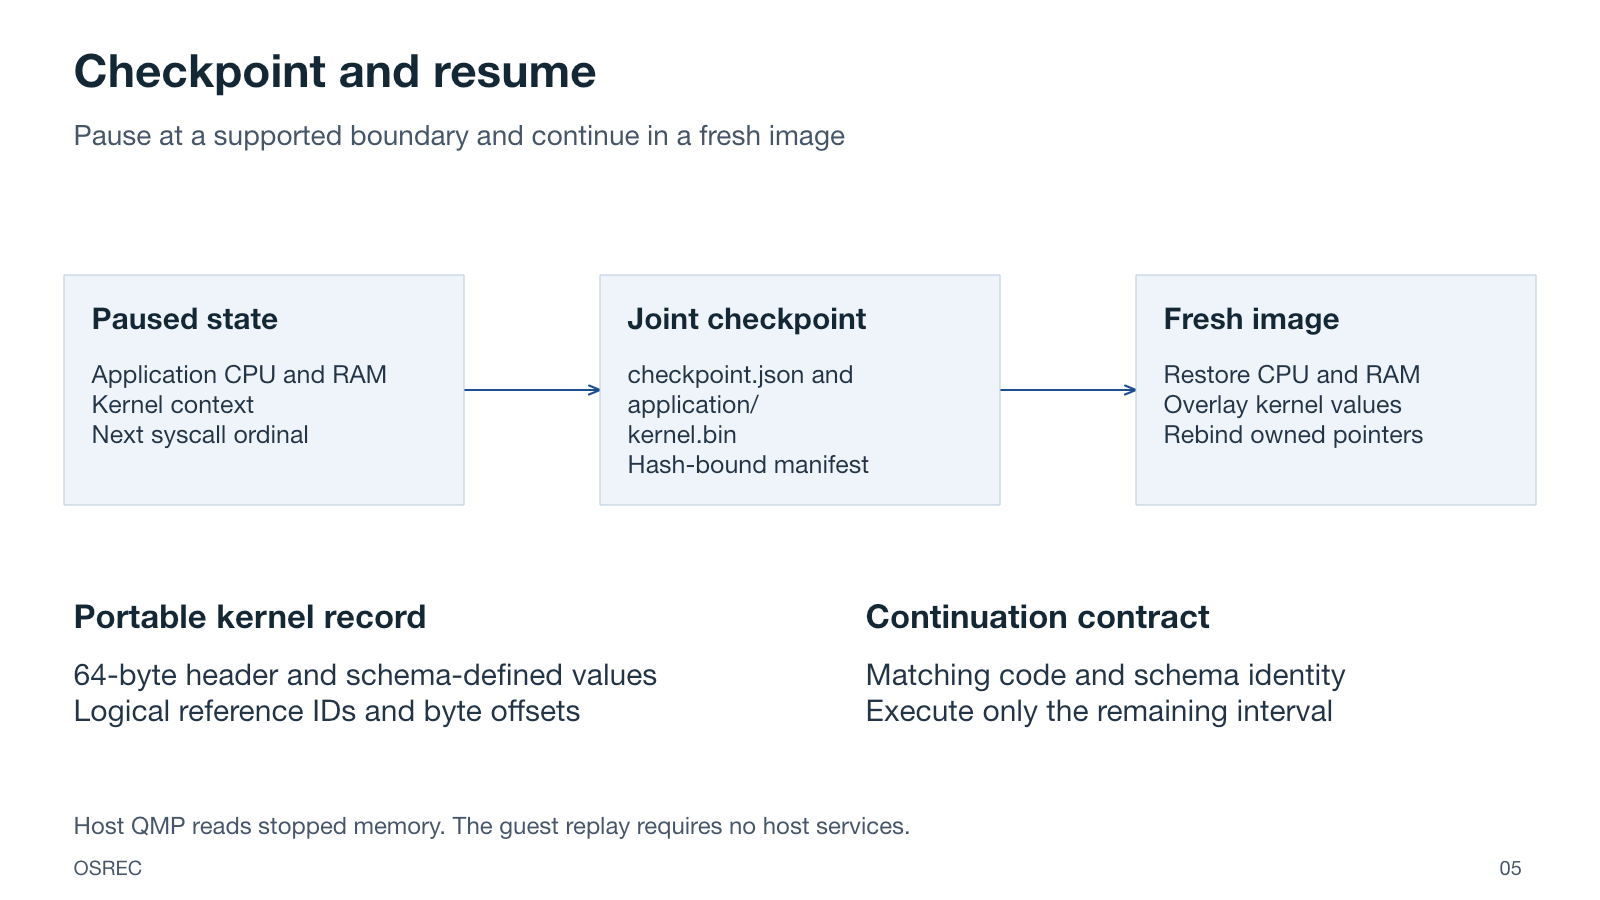 Checkpoint and resume
Pause at a supported boundary and continue in a fresh image
Paused state
Application CPU and RAM
Kernel context
Next syscall ordinal
Joint checkpoint
checkpoint.json and
application/
kernel.bin
Hash-bound manifest
Fresh image
Restore CPU and RAM
Overlay kernel values
Rebind owned pointers
Portable kernel record
64-byte header and schema-defined values
Logical reference IDs and byte offsets
Continuation contract
Matching code and schema identity
Execute only the remaining interval
Host QMP reads stopped memory. The guest replay requires no host services.
OSREC
05